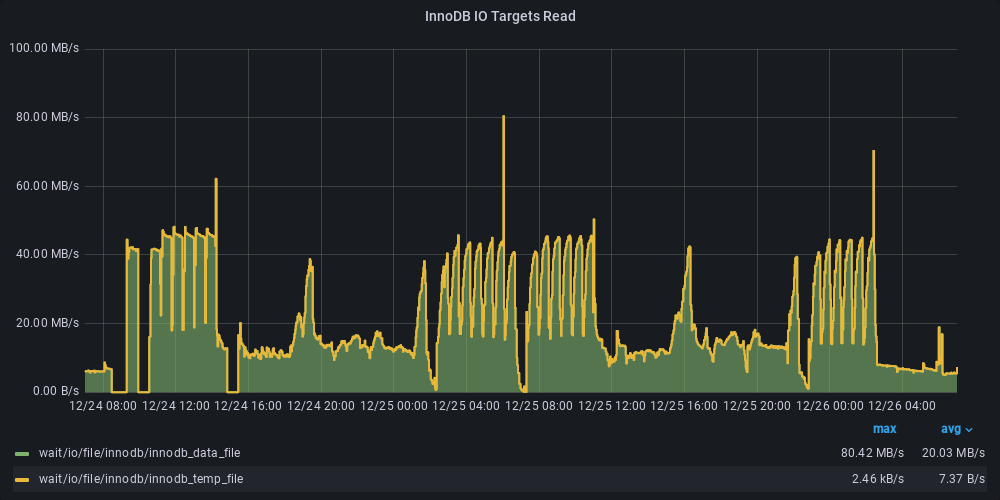 InnoDB IO Targets Read
100.00 MB/s
80.00 MB/s
60.00 MB/s
40.00 MB/s
20.00 MB/s
0.00 B/s
12/24 08:00 12/24 12:00 12/24 16:00 12/24 20:00 12/25 00:00 12/25 04:00 12/25 08:00 12/25 12:00 12/25 16:00 12/25 20:00 12/26 00:00 12/26 04:00
max avg
wait/io/file/innodb/innodb_data_file 80.42 MB/s 20.03 MB/s
wait/io/file/innodb/innodb_temp_file 2.46 kB/s 7.37 B/s